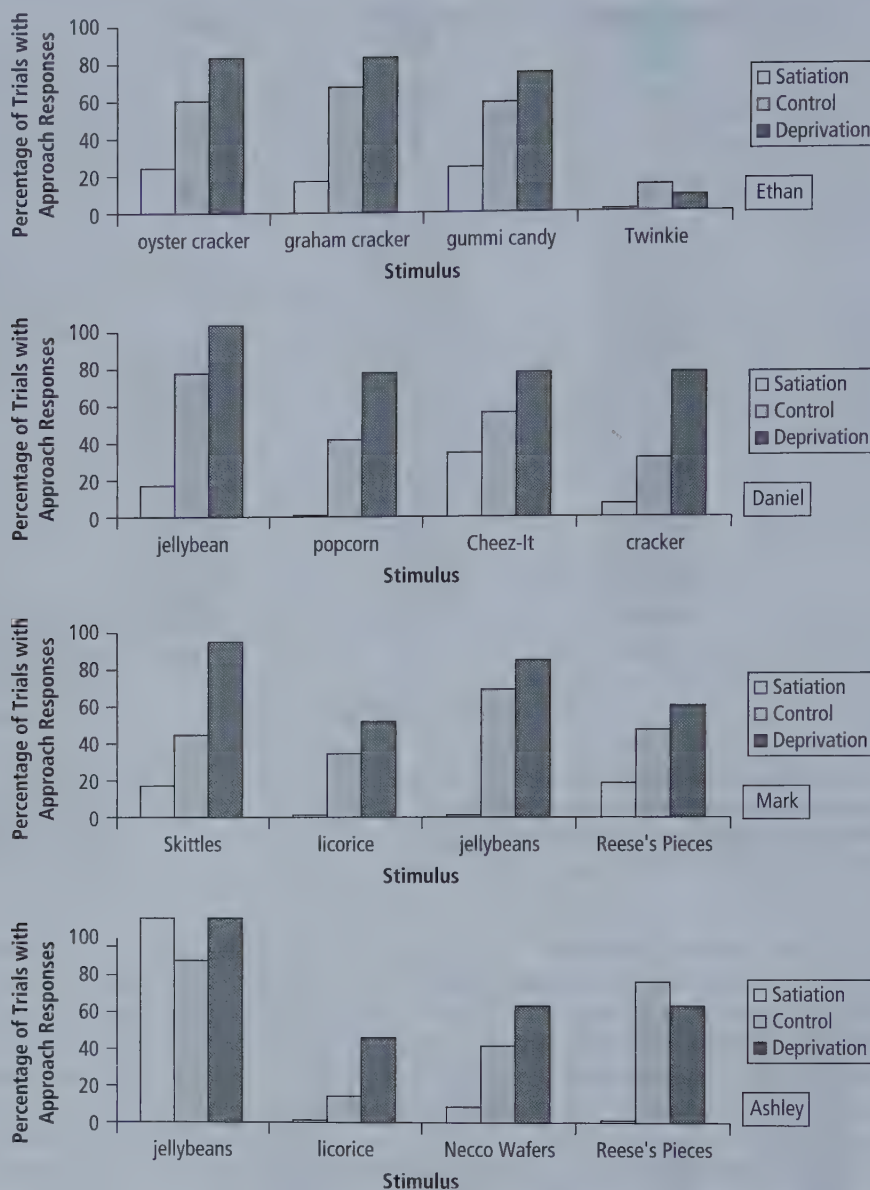 Percentage of Trials with
Approach Responses
100
80
60
40
20
0
oyster cracker graham cracker gummi candy Twinkie
Stimulus
Satiation
Control
Deprivation
Ethan
Percentage of Trials with
Approach Responses
100
80
60
40
20
0
jellybean popcorn Cheez-It cracker
Stimulus
Satiation
Control
Deprivation
Daniel
Percentage of Trials with
Approach Responses
100
80
60
40
20
0
Skittles licorice jellybeans Reese's Pieces
Stimulus
Satiation
Control
Deprivation
Mark
Percentage of Trials with
Approach Responses
100
80
60
40
20
0
jellybeans licorice Necco Wafers Reese's Pieces
Stimulus
Satiation
Control
Deprivation
Ashley